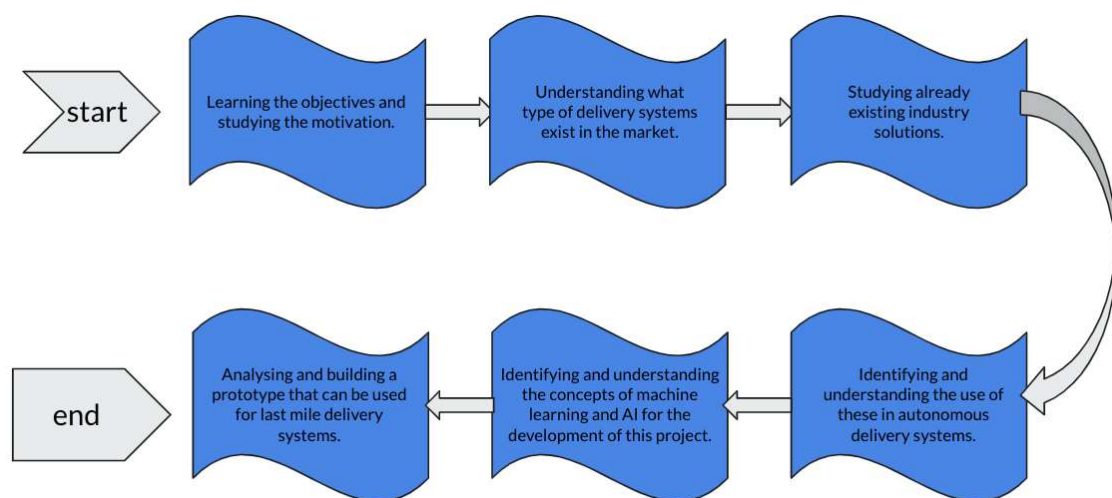 start
Learning the objectives and
studying the motivation.
Understanding what
type of delivery systems
exist in the market.
Studying already
existing industry
solutions.
Identifying and
understanding the use of
these in autonomous
delivery systems.
Identifying and understanding
the concepts of machine
learning and AI for the
development of this project.
Analysing and building a
prototype that can be used
for last mile delivery
systems.
end